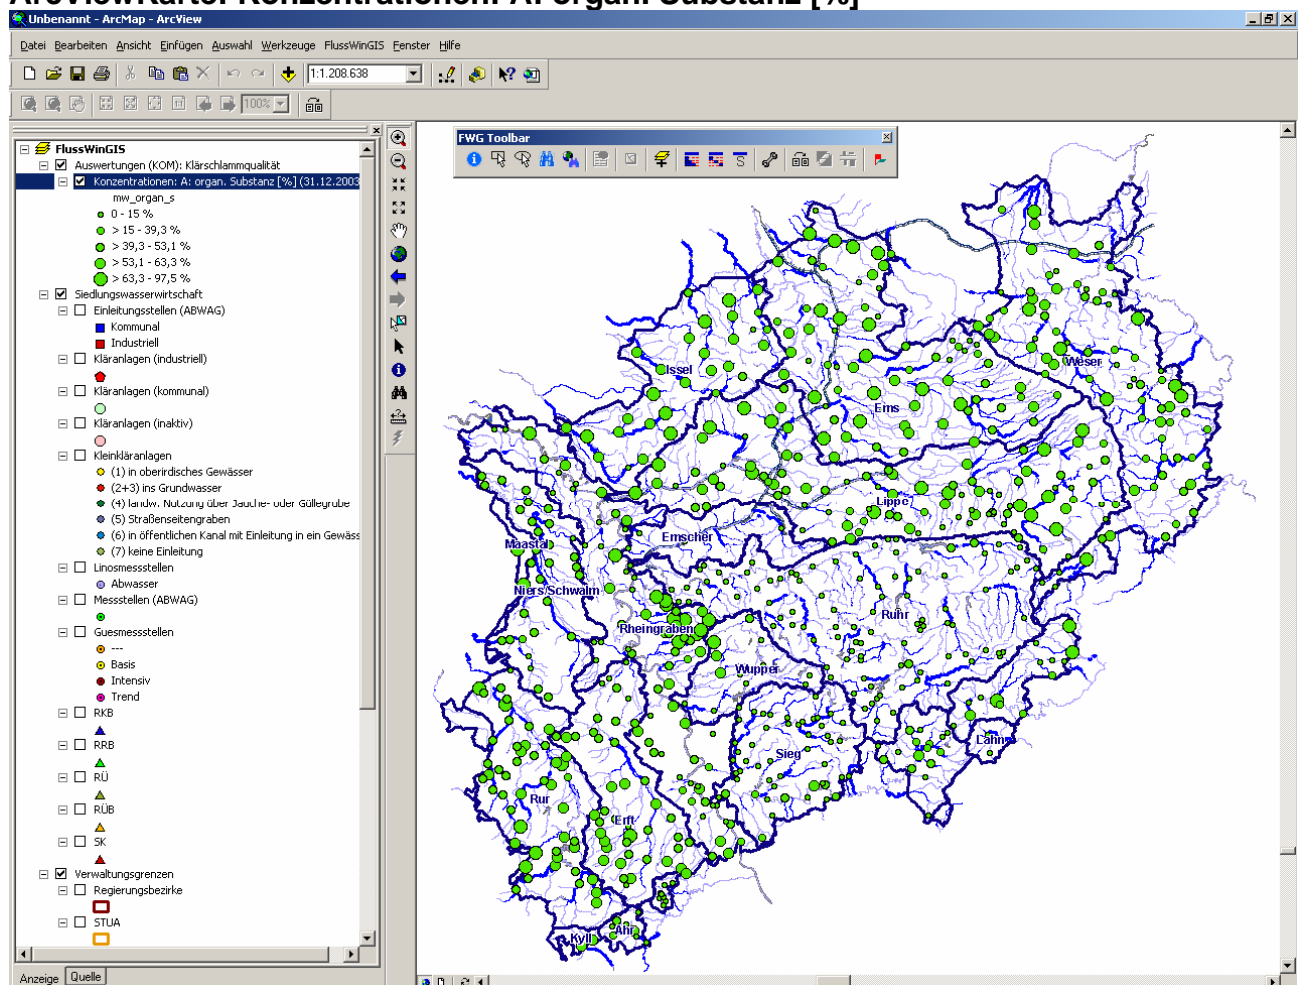 ArcViewKarte: Konzentrationen: A: organ. Substanz [%]
Unbenannt - ArcMap - ArcView
Datei Bearbeiten Ansicht Einfügen Auswahl Werkzeuge FlussWinGIS Fenster Hilfe
1:1.208.638
100%
FWG Toolbar
FlussWinGIS
Auswertungen (KOM): Klärschlammqualität
Konzentrationen: A: organ. Substanz [%] (31.12.2003
mw_organ_s
0 - 15 %
> 15 - 39,3 %
> 39,3 - 53,1 %
> 53,1 - 63,3 %
> 63,3 - 97,5 %
Siedlungswasserwirtschaft
Einleitungsstellen (ABWAG)
Kommunal
Industriell
Kläranlagen (industriell)
Kläranlagen (kommunal)
Kläranlagen (inaktiv)
Kleinkläranlagen
(1) in oberirdisches Gewässer
(2+3) ins Grundwasser
(4) landw. Nutzung über Jauche- oder Güllegrube
(5) Straßenseitengraben
(6) in öffentlichen Kanal mit Einleitung in ein Gewäss
(7) keine Einleitung
Linosmessstellen
Abwasser
Messstellen (ABWAG)
Guesmessstellen
---
Basis
Intensiv
Trend
RKB
RRB
RÜ
RÜB
SK
Verwaltungsgrenzen
Regierungsbezirke
STUA
Anzeige Quelle
Issel
Weser
Ems
Lippe
Emscher
Maastal
Niers/Schwalm
Rheingraben
Ruhr
Wupper
Sieg
Lahn
Rur
Erft
Ahr
Kyll